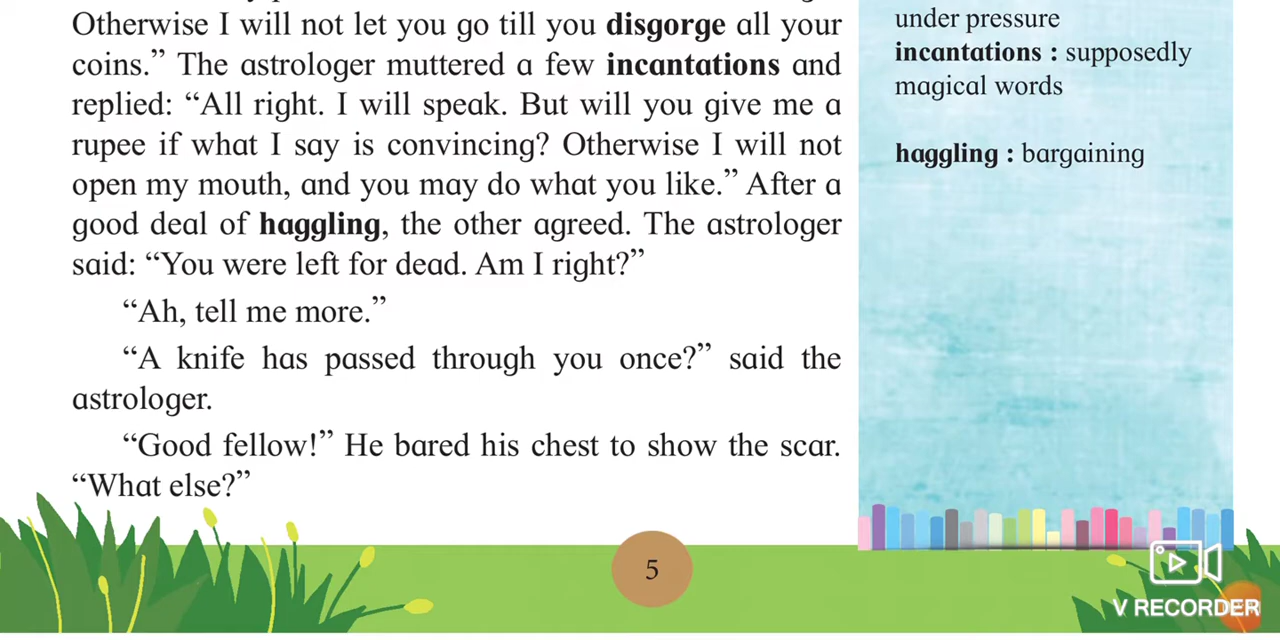 Otherwise I will not let you go till you disgorge all your
coins.” The astrologer muttered a few incantations and
replied: “All right. I will speak. But will you give me a
rupee if what I say is convincing? Otherwise I will not
open my mouth, and you may do what you like.” After a
good deal of haggling, the other agreed. The astrologer
said: “You were left for dead. Am I right?”
“Ah, tell me more.”
“A knife has passed through you once?” said the
astrologer.
“Good fellow!” He bared his chest to show the scar.
“What else?”
under pressure
incantations : supposedly
magical words
haggling : bargaining
5
V RECORDER